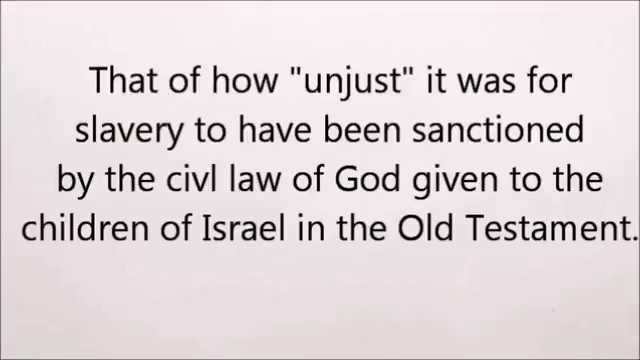 That of how "unjust" it was for
slavery to have been sanctioned
by the civl law of God given to the
children of Israel in the Old Testament.